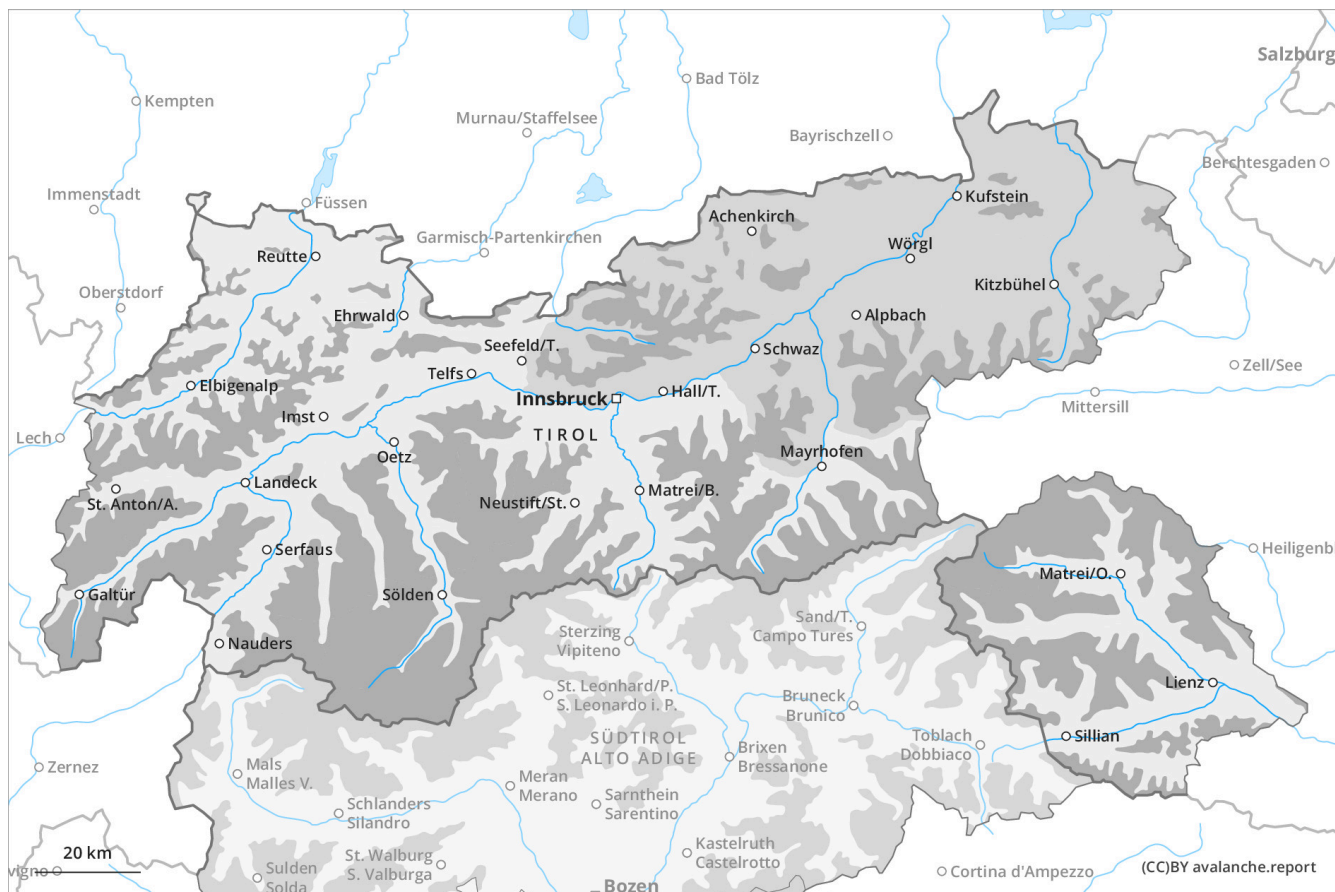 Salzburg
Bad Tölz
Kempten
Murnau/Staffelsee
Bayrischzell
Berchtesgaden
Immenstadt
Füssen
Kufstein
Achenkirch
Garmisch-Partenkirchen
Wörgl
Reutte
Oberstdorf
Kitzbühel
Ehrwald
Alpbach
Seefeld/T.
Schwaz
Telfs
Zell/See
Elbigenalp
Hall/T.
Innsbruck
Mittersill
Imst
Lech
TIROL
Oetz
Mayrhofen
Landeck
Matrei/B.
St. Anton/A.
Neustift/St.
Serfaus
Heiligenb
Matrei/O.
Galtür
Sölden
Sand/T.
Campo Tures
Sterzing
Vipiteno
Nauders
Lienz
St. Leonhard/P.
S. Leonardo i. P.
Bruneck
Brunico
SÜDTIROL
ALTO ADIGE
Sillian
Toblach
Dobbiaco
Brixen
Bressanone
Zernez
Mals
Malles V.
Meran
Merano
Sarnthein
Sarentino
Schlanders
Silandro
Kastelruth
Castelrotto
20 km
St. Walburg
S. Valburga
vigno
Sulden
Solda
Cortina d'Ampezzo
(CC)BY avalanche.report
Bozen